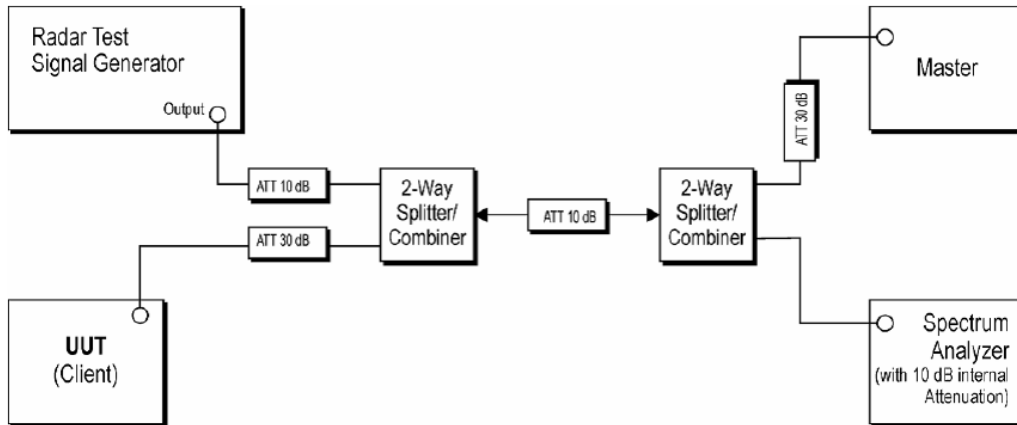 Radar Test
Signal Generator
Output
ATT 10 dB
ATT 30 dB
2-Way
Splitter/
Combiner
ATT 10 dB
2-Way
Splitter/
Combiner
ATT 30 dB
Master
UUT
(Client)
Spectrum
Analyzer
(with 10 dB internal
Attenuation)